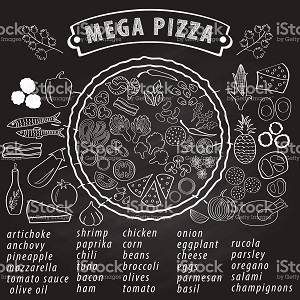 MEGA PIZZA
artichoke
anchovy
pineapple
mozzarella
tomato sauce
olive oil
shrimp
paprika
chili
tuna
bacon
ham
chicken
corn
beans
broccoli
olives
tomato
onion
eggplant
cheese
eggs
parmesan
basil
rucola
parsley
oregano
salami
champignons
iStock
by Getty Images